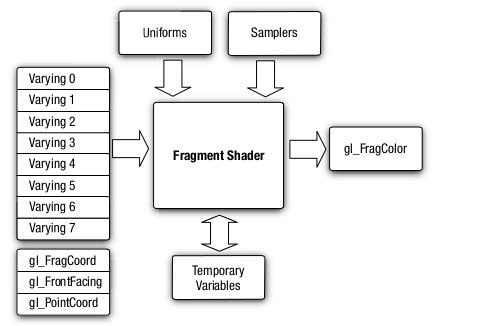 Uniforms
Samplers
Varying 0
Varying 1
Varying 2
Varying 3
Varying 4
Varying 5
Varying 6
Varying 7
Fragment Shader
gl_FragColor
gl_FragCoord
gl_FrontFacing
gl_PointCoord
Temporary
Variables